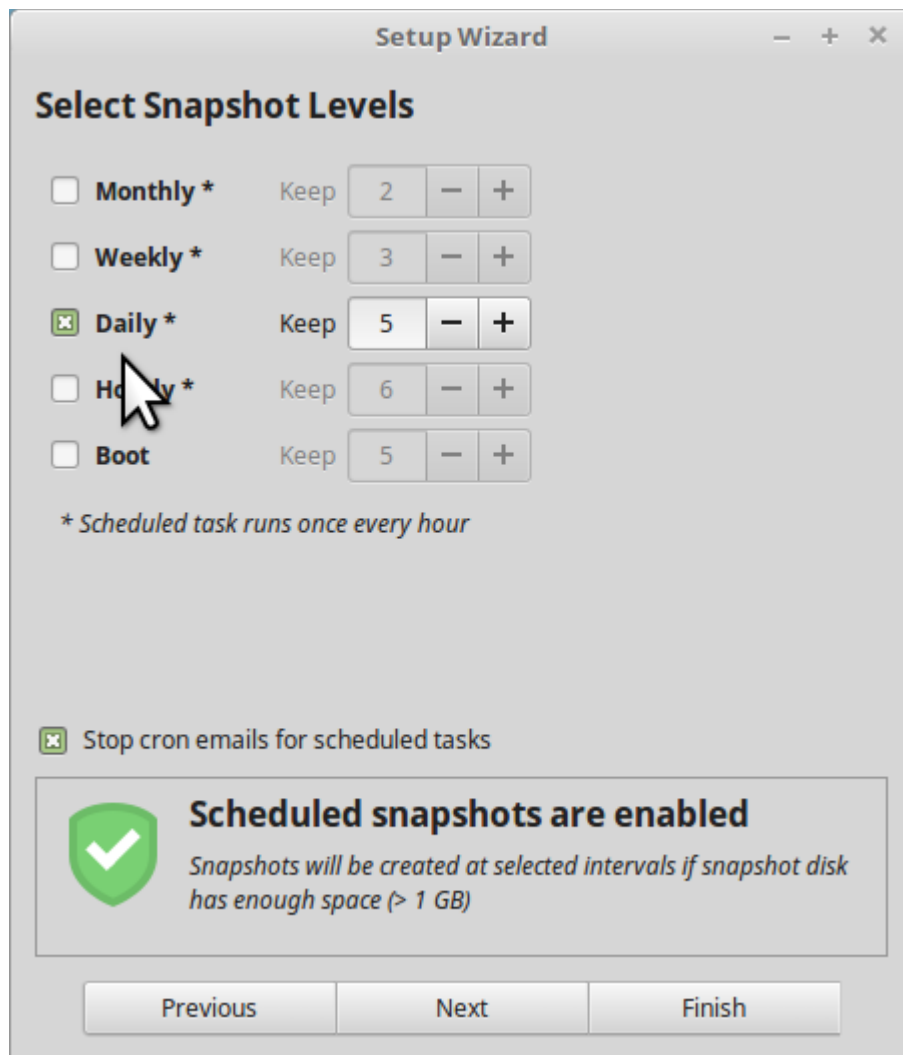 Setup Wizard
Select Snapshot Levels
Monthly * Keep 2
Weekly * Keep 3
Daily * Keep 5
* Keep 6
Boot Keep 5
* Scheduled task runs once every hour
Stop cron emails for scheduled tasks
Scheduled snapshots are enabled
Snapshots will be created at selected intervals if snapshot disk
has enough space (> 1 GB)
Previous Next Finish